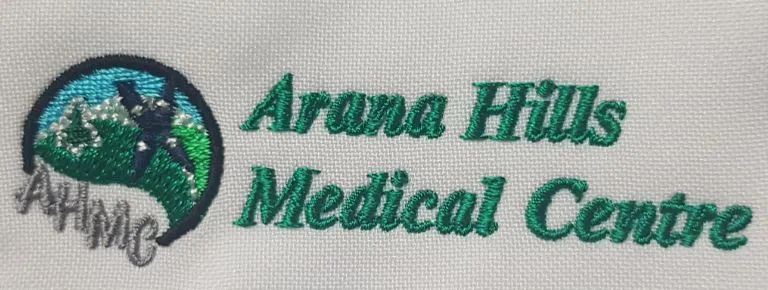 Arana Hills
Medical Centre
AHMC